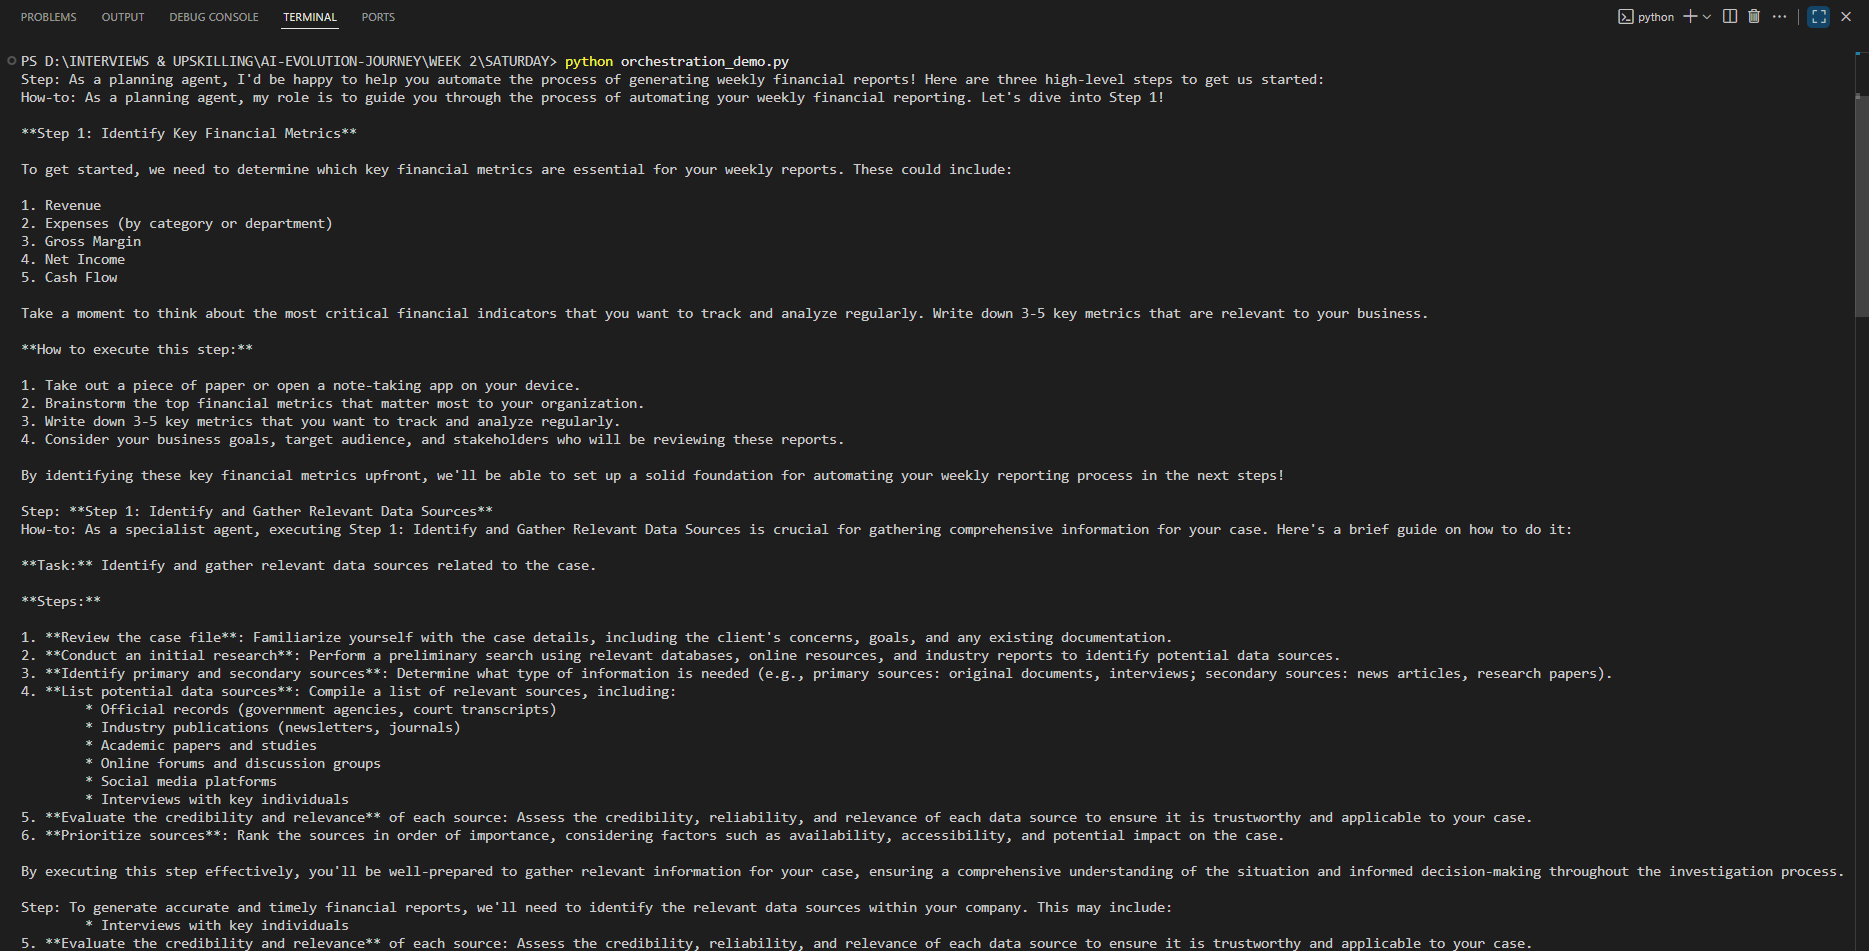 PROBLEMS OUTPUT DEBUG CONSOLE TERMINAL PORTS
python
PS D:\INTERVIEWS & UPSKILLING\AI-EVOLUTION-JOURNEY\WEEK 2\SATURDAY> python orchestration_demo.py
Step: As a planning agent, I'd be happy to help you automate the process of generating weekly financial reports! Here are three high-level steps to get us started:
How-to: As a planning agent, my role is to guide you through the process of automating your weekly financial reporting. Let's dive into Step 1!
**Step 1: Identify Key Financial Metrics**
To get started, we need to determine which key financial metrics are essential for your weekly reports. These could include:
1. Revenue
2. Expenses (by category or department)
3. Gross Margin
4. Net Income
5. Cash Flow
Take a moment to think about the most critical financial indicators that you want to track and analyze regularly. Write down 3-5 key metrics that are relevant to your business.
**How to execute this step:**
1. Take out a piece of paper or open a note-taking app on your device.
2. Brainstorm the top financial metrics that matter most to your organization.
3. Write down 3-5 key metrics that you want to track and analyze regularly.
4. Consider your business goals, target audience, and stakeholders who will be reviewing these reports.
By identifying these key financial metrics upfront, we'll be able to set up a solid foundation for automating your weekly reporting process in the next steps!
Step: **Step 1: Identify and Gather Relevant Data Sources**
How-to: As a specialist agent, executing Step 1: Identify and Gather Relevant Data Sources is crucial for gathering comprehensive information for your case. Here's a brief guide on how to do it:
**Task:** Identify and gather relevant data sources related to the case.
**Steps:**
1. **Review the case file**: Familiarize yourself with the case details, including the client's concerns, goals, and any existing documentation.
2. **Conduct an initial research**: Perform a preliminary search using relevant databases, online resources, and industry reports to identify potential data sources.
3. **Identify primary and secondary sources**: Determine what type of information is needed (e.g., primary sources: original documents, interviews; secondary sources: news articles, research papers).
4. **List potential data sources**: Compile a list of relevant sources, including:
* Official records (government agencies, court transcripts)
* Industry publications (newsletters, journals)
* Academic papers and studies
* Online forums and discussion groups
* Social media platforms
* Interviews with key individuals
5. **Evaluate the credibility and relevance** of each source: Assess the credibility, reliability, and relevance of each data source to ensure it is trustworthy and applicable to your case.
6. **Prioritize sources**: Rank the sources in order of importance, considering factors such as availability, accessibility, and potential impact on the case.
By executing this step effectively, you'll be well-prepared to gather relevant information for your case, ensuring a comprehensive understanding of the situation and informed decision-making throughout the investigation process.
Step: To generate accurate and timely financial reports, we'll need to identify the relevant data sources within your company. This may include:
* Interviews with key individuals
5. **Evaluate the credibility and relevance** of each source: Assess the credibility, reliability, and relevance of each data source to ensure it is trustworthy and applicable to your case.